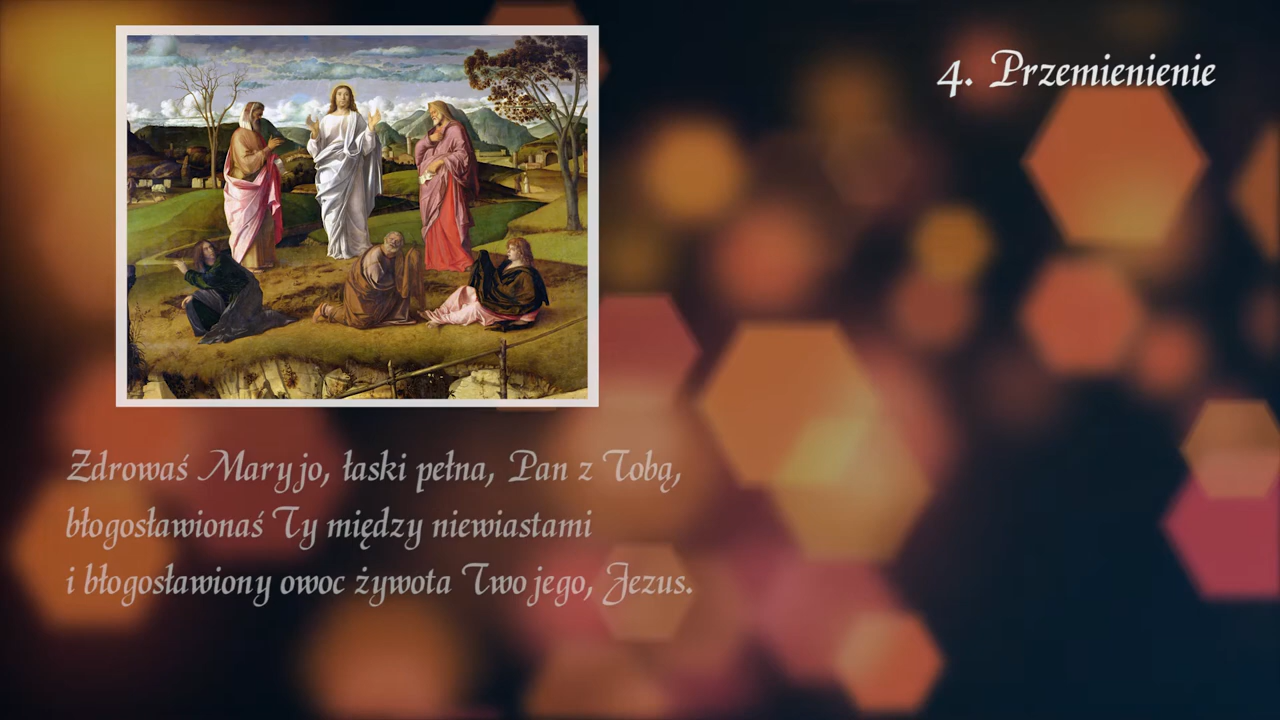 4. Przemienienie
Zdrowaś Maryjo, łaski pełna, Pan z Tobą,
błogosławionaś Ty między niewiastami
i błogosławiony owoc żywota Twojego, Jezus.